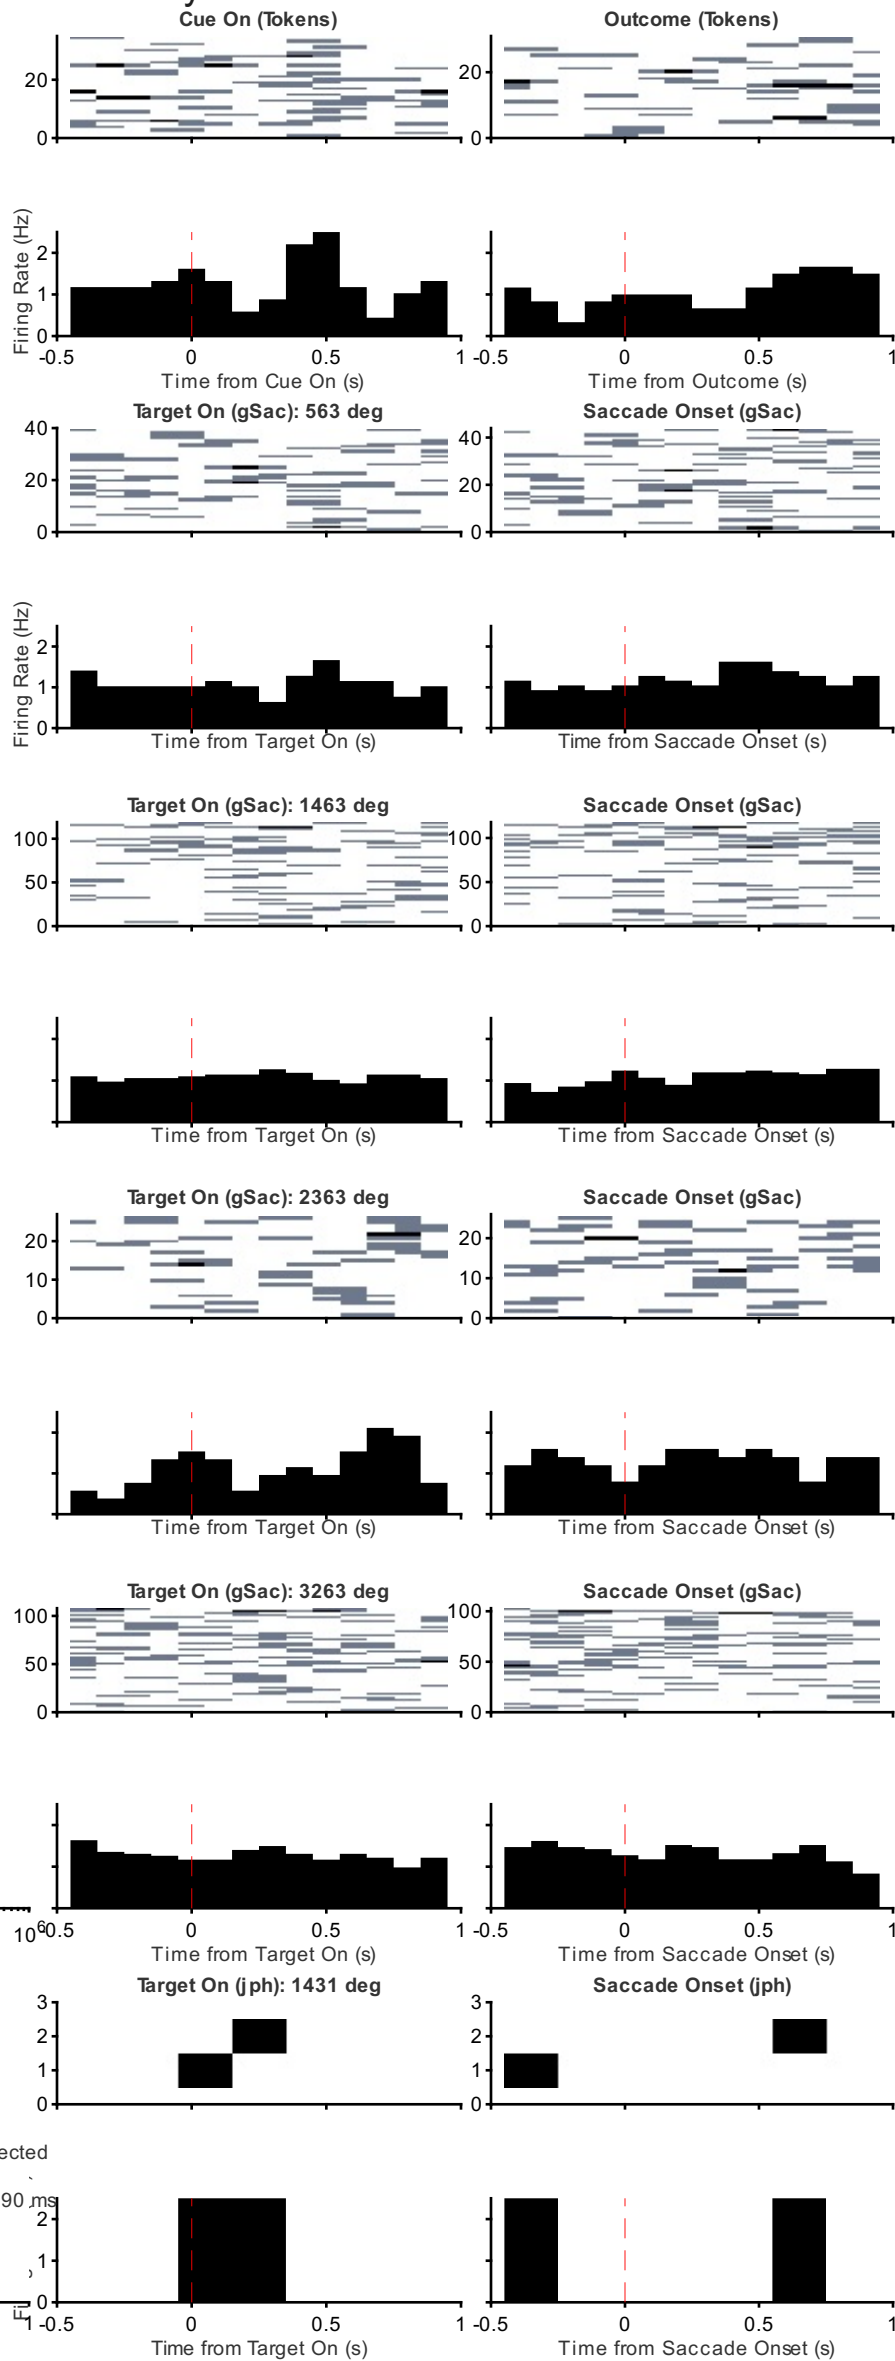 Cue On (Tokens)
Outcome (Tokens)
20
0
20
0
Firing Rate (Hz)
2
1
0
-0.5 0 0.5 1
-0.5 0 0.5 1
Time from Cue On (s)
Time from Outcome (s)
Target On (gSac): 563 deg
Saccade Onset (gSac)
40
20
0
40
20
0
Firing Rate (Hz)
2
1
0
Time from Target On (s)
Time from Saccade Onset (s)
Target On (gSac): 1463 deg
Saccade Onset (gSac)
100
50
0
100
50
0
Time from Target On (s)
Time from Saccade Onset (s)
Target On (gSac): 2363 deg
Saccade Onset (gSac)
20
10
0
20
10
0
Time from Target On (s)
Time from Saccade Onset (s)
Target On (gSac): 3263 deg
Saccade Onset (gSac)
100
50
0
100
50
0
10⁶
0.5 0 0.5 1
-0.5 0 0.5 1
Time from Target On (s)
Time from Saccade Onset (s)
Target On (jph): 1431 deg
Saccade Onset (jph)
3
2
1
0
3
2
1
0
ected
90 ms
2
1
0
Fi
1
-0.5 0 0.5 1
-0.5 0 0.5 1
Time from Target On (s)
Time from Saccade Onset (s)